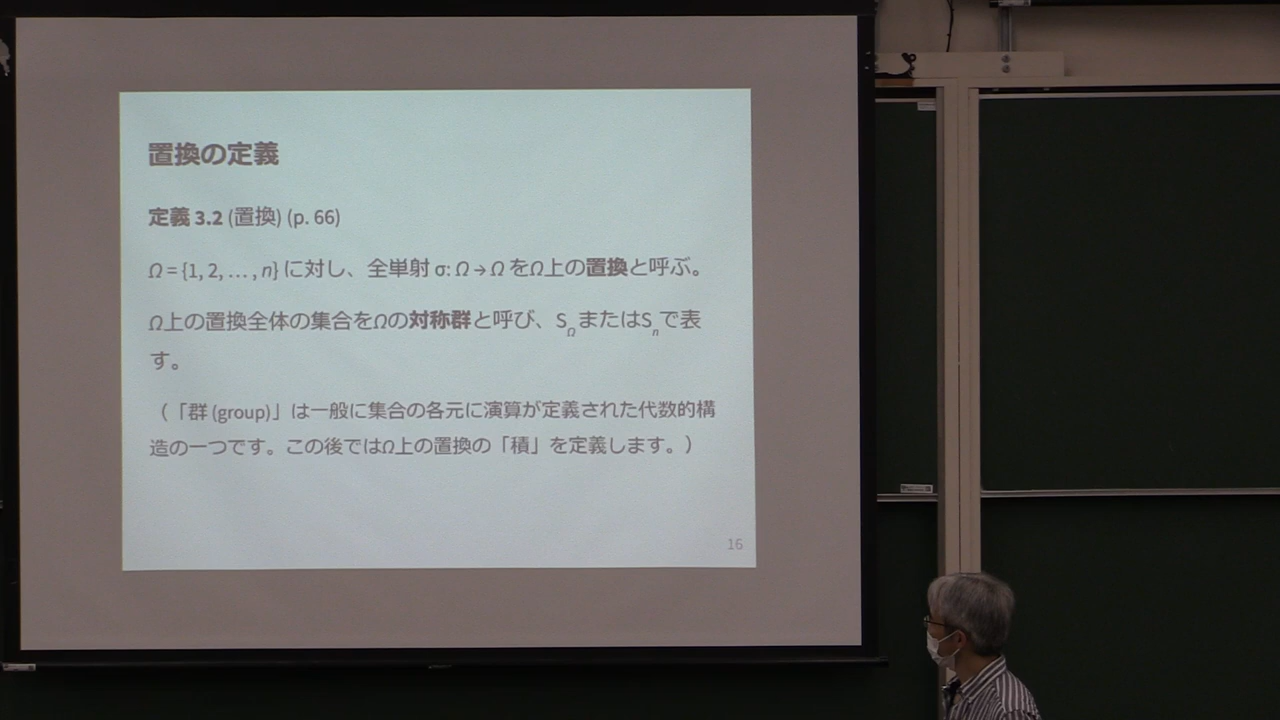 置換の定義
定義 3.2 (置換) (p. 66)
Ω = {1, 2, … , n} に対し、全単射 σ: Ω → Ω をΩ上の置換と呼ぶ。
Ω上の置換全体の集合をΩの対称群と呼び、SΩまたはSnで表
す。
（「群 (group)」は一般に集合の各元に演算が定義された代数的構
造の一つです。この後ではΩ上の置換の「積」を定義します。）
16